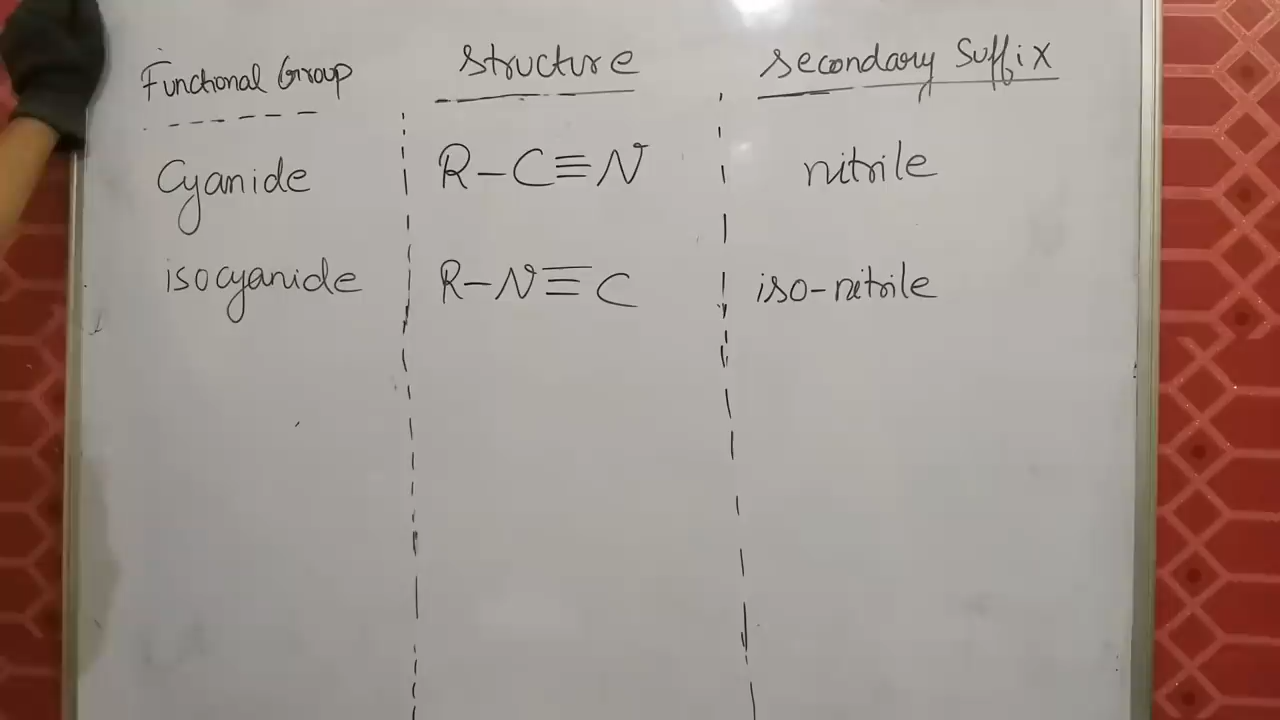 Functional Group Structure Secondary Suffix
Cyanide R-C≡N nitrile
isocyanide R-N≡C iso-nitrile